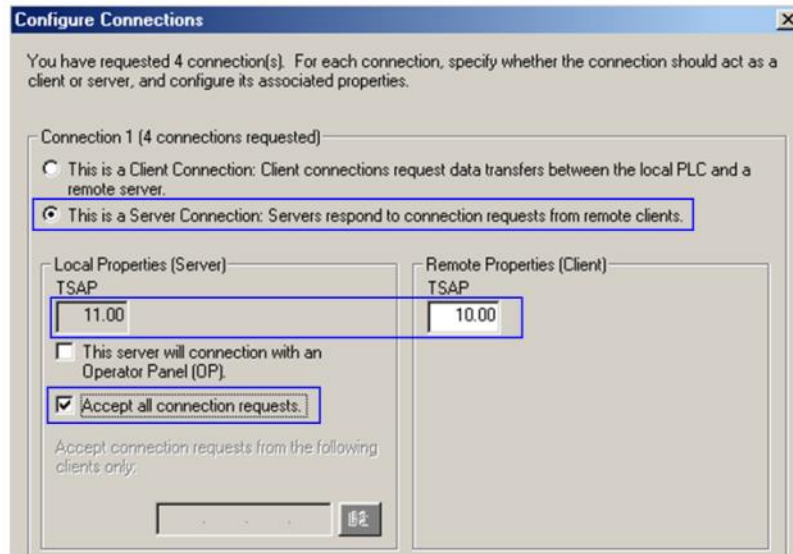 Configure Connections
You have requested 4 connection(s). For each connection, specify whether the connection should act as a
client or server, and configure its associated properties.
Connection 1 (4 connections requested)
This is a Client Connection: Client connections request data transfers between the local PLC and a
remote server.
This is a Server Connection: Servers respond to connection requests from remote clients.
Local Properties (Server)
TSAP
11.00
This server will connection with an
Operator Panel (OP).
Accept all connection requests.
Accept connection requests from the following
clients only:
Remote Properties (Client)
TSAP
10.00